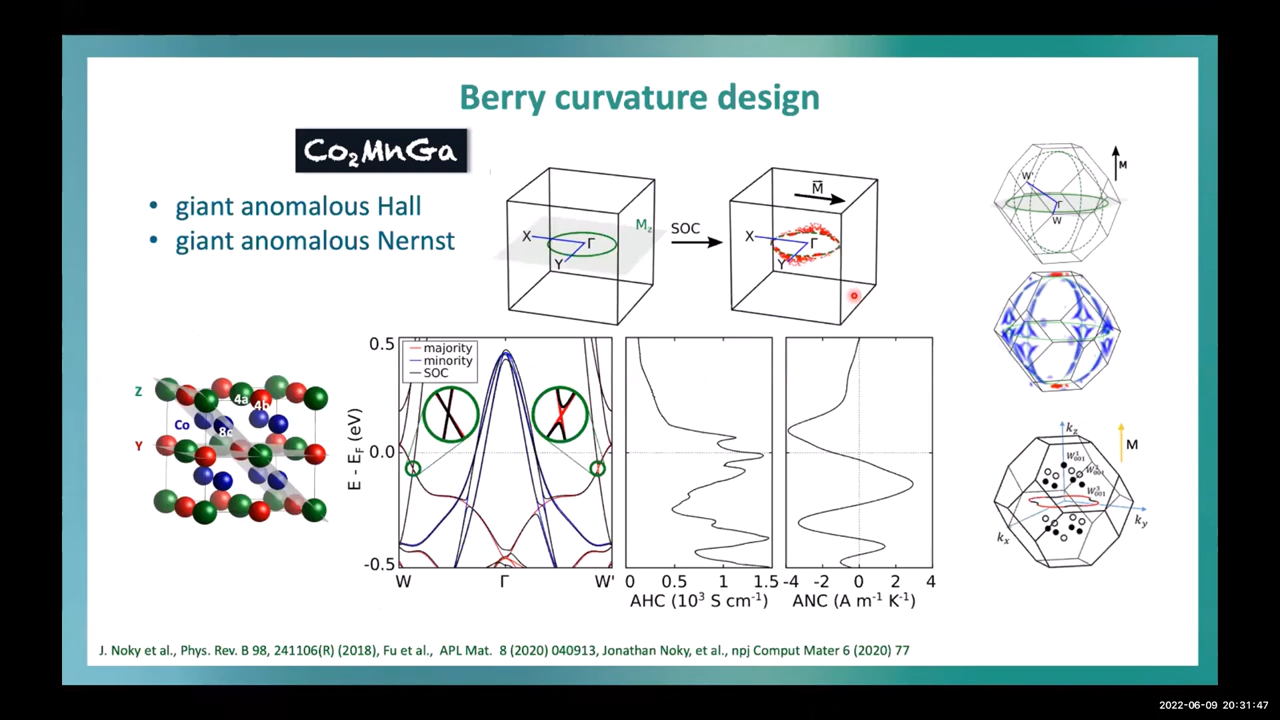 Berry curvature design
Co₂MnGa
• giant anomalous Hall
• giant anomalous Nernst
X
Γ
Y
M_z
SOC
M
X
Γ
Y
M
W'
Γ
W
Z
4a
4b
Co
8c
Y
E - E_F (eV)
0.5
0.0
-0.5
majority
minority
SOC
W
Γ
W'
0
0.5
1
1.5
AHC (10³ S cm⁻¹)
-4
-2
0
2
4
ANC (A m⁻¹ K⁻¹)
k_z
M
W¹₀₀₁
W²₀₀₁
W³₀₀₁
k_y
k_x
J. Noky et al., Phys. Rev. B 98, 241106(R) (2018), Fu et al., APL Mat. 8 (2020) 040913, Jonathan Noky, et al., npj Comput Mater 6 (2020) 77
2022-06-09 20:31:47